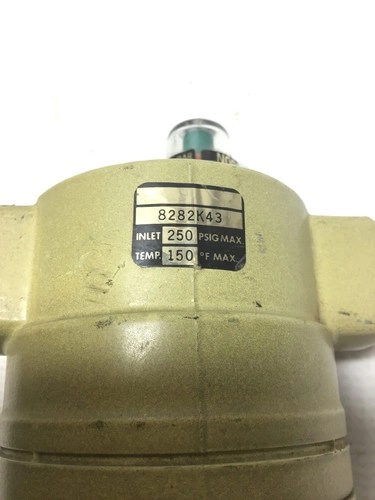 8282K43
INLET 250 PSIG MAX.
TEMP. 150 °F MAX.